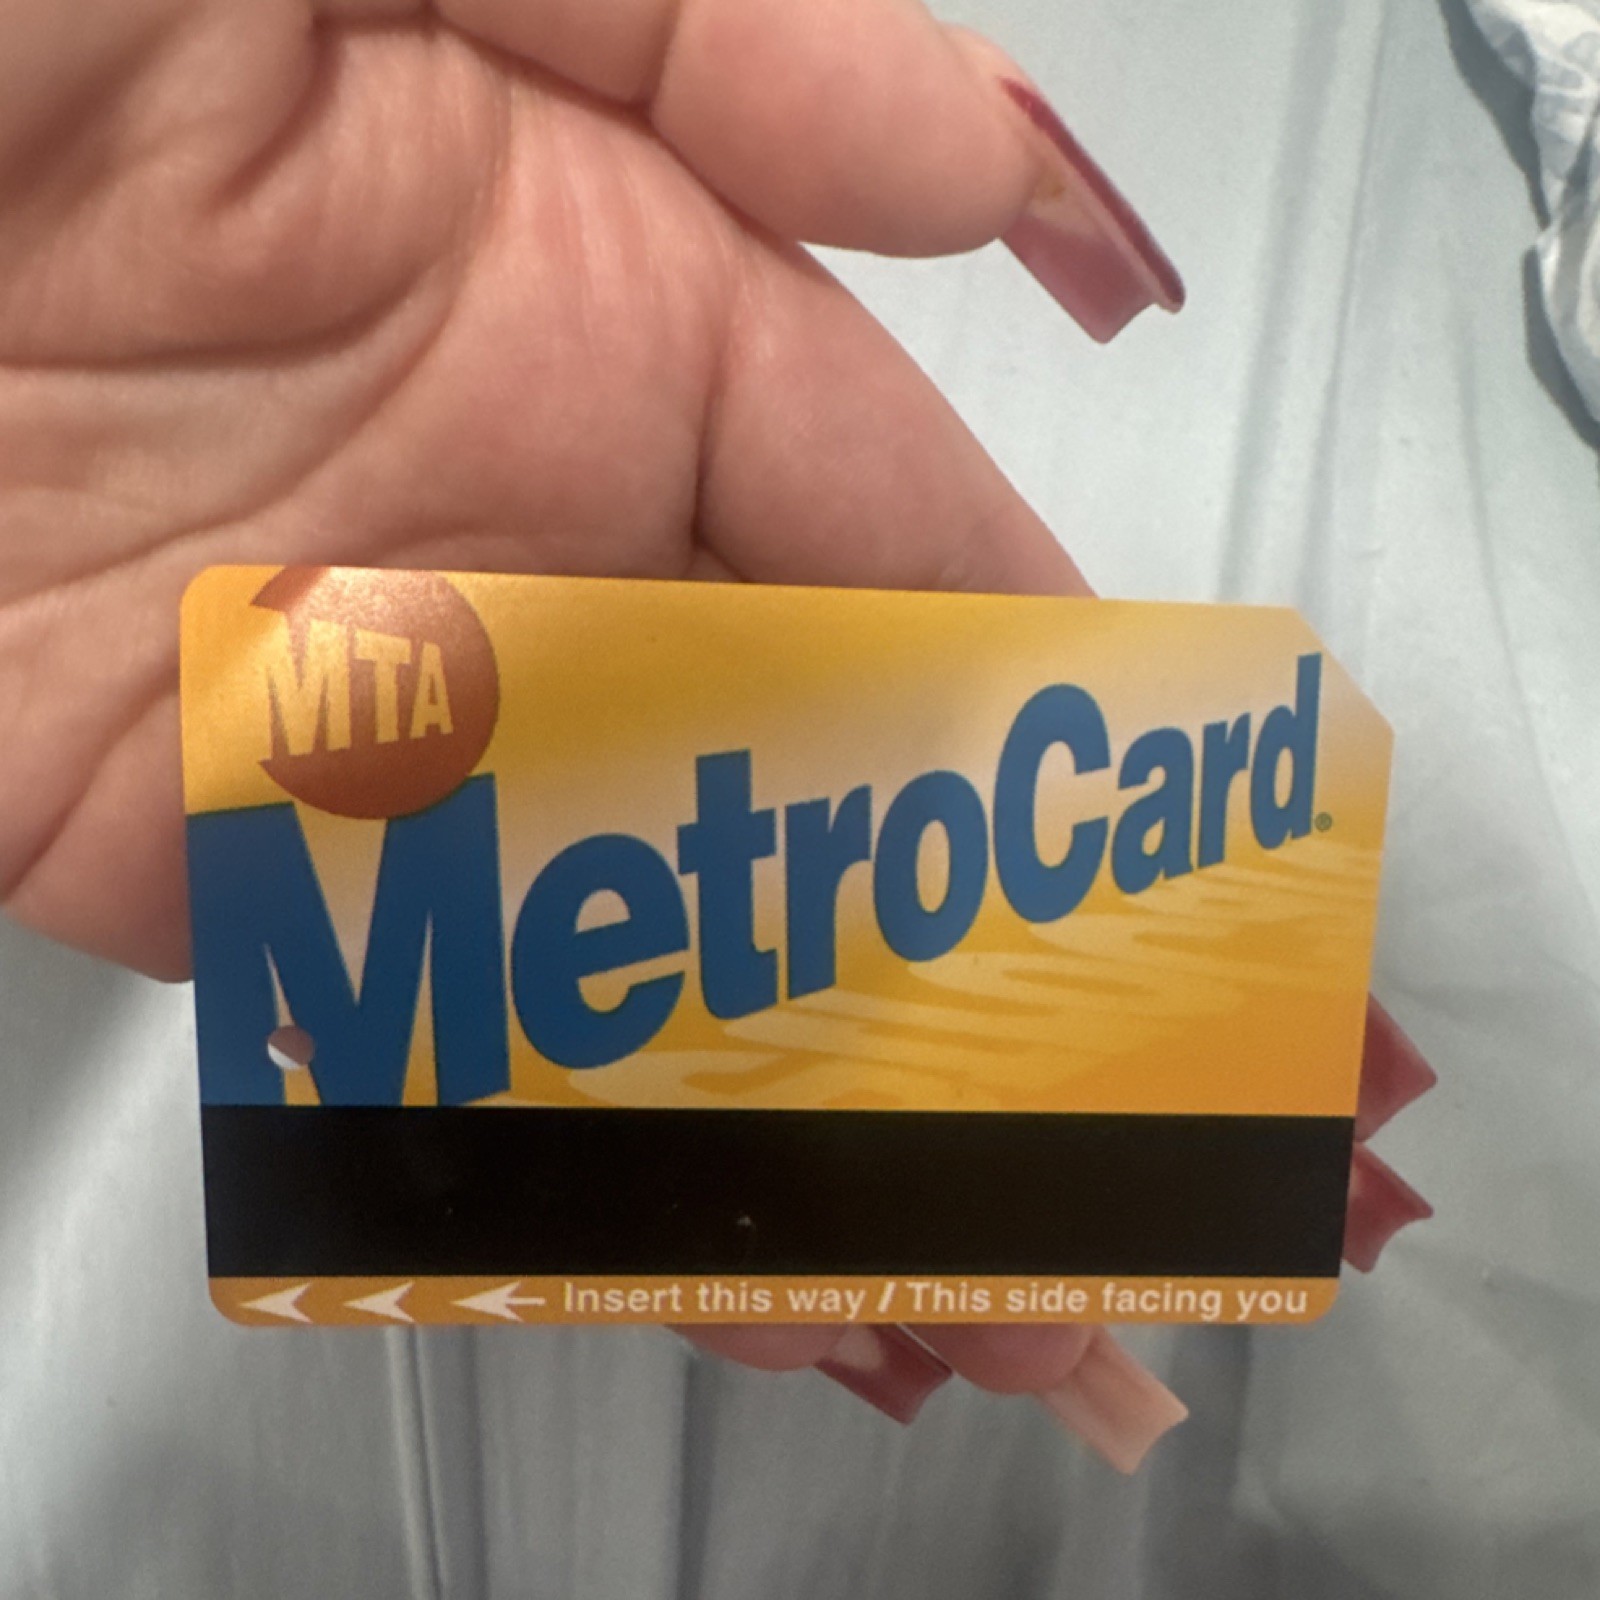 MTA
MetroCard®
Insert this way / This side facing you